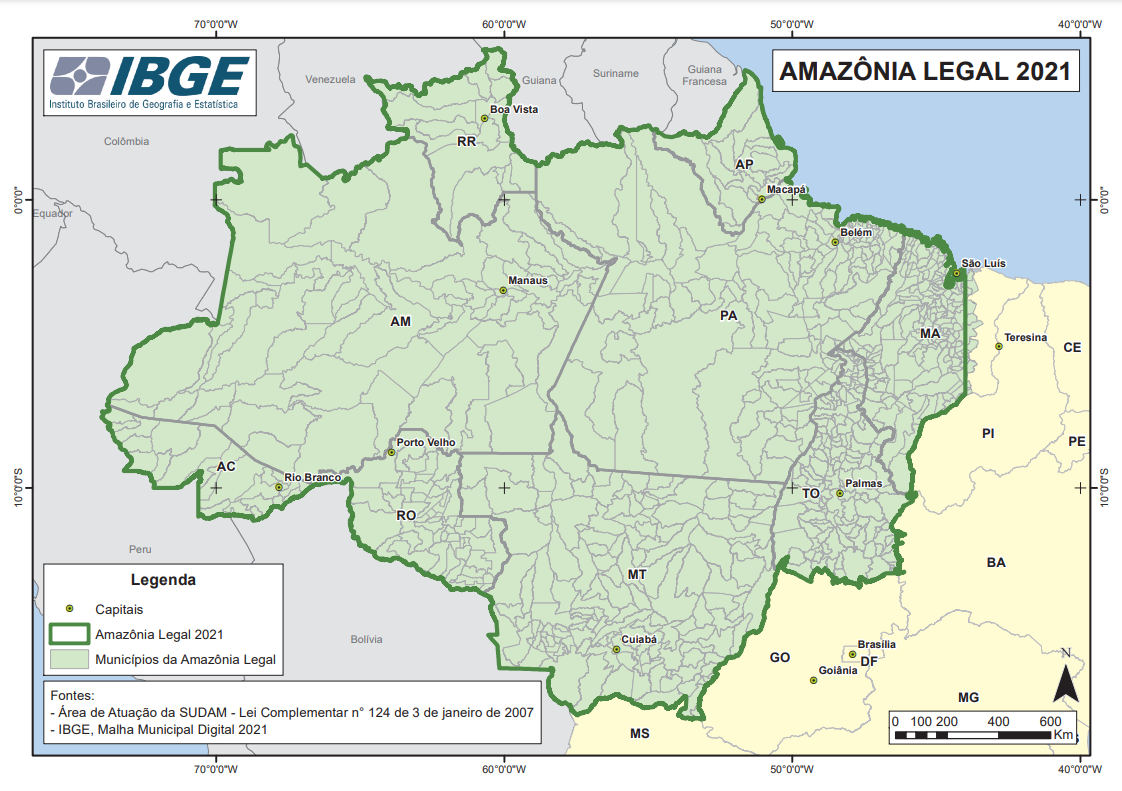 70°0'0"W
60°0'0"W
50°0'0"W
40°0'0"W
IBGE
Instituto Brasileiro de Geografia e Estatística
AMAZÔNIA LEGAL 2021
Venezuela
Guiana
Suriname
Guiana
Francesa
Colômbia
Boa Vista
RR
AP
Macapá
0°0'0"
0°0'0"
Equador
Belém
São Luís
Manaus
AM
PA
MA
Teresina
CE
PI
PE
Porto Velho
AC
Rio Branco
TO
Palmas
10°0'0"S
10°0'0"S
RO
Peru
BA
MT
Legenda
Capitais
Amazônia Legal 2021
Municípios da Amazônia Legal
Bolívia
Cuiabá
Brasília
DF
GO
Goiânia
N
MG
MS
Fontes:
- Área de Atuação da SUDAM - Lei Complementar n° 124 de 3 de janeiro de 2007
- IBGE, Malha Municipal Digital 2021
0 100 200 400 600
Km
70°0'0"W
60°0'0"W
50°0'0"W
40°0'0"W